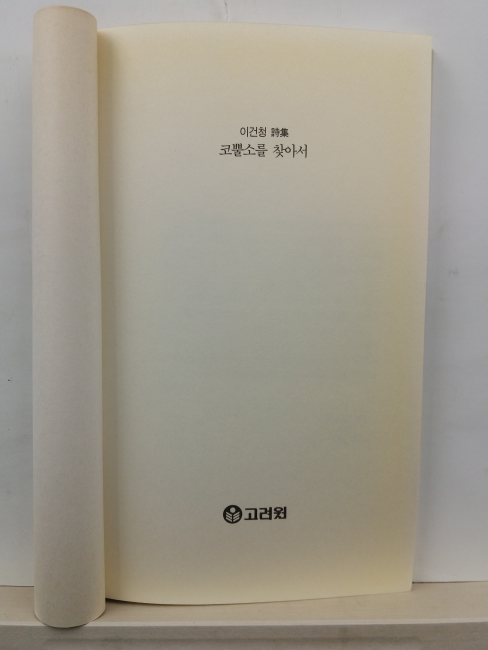 이건청 詩集
코뿔소를 찾아서
고려원